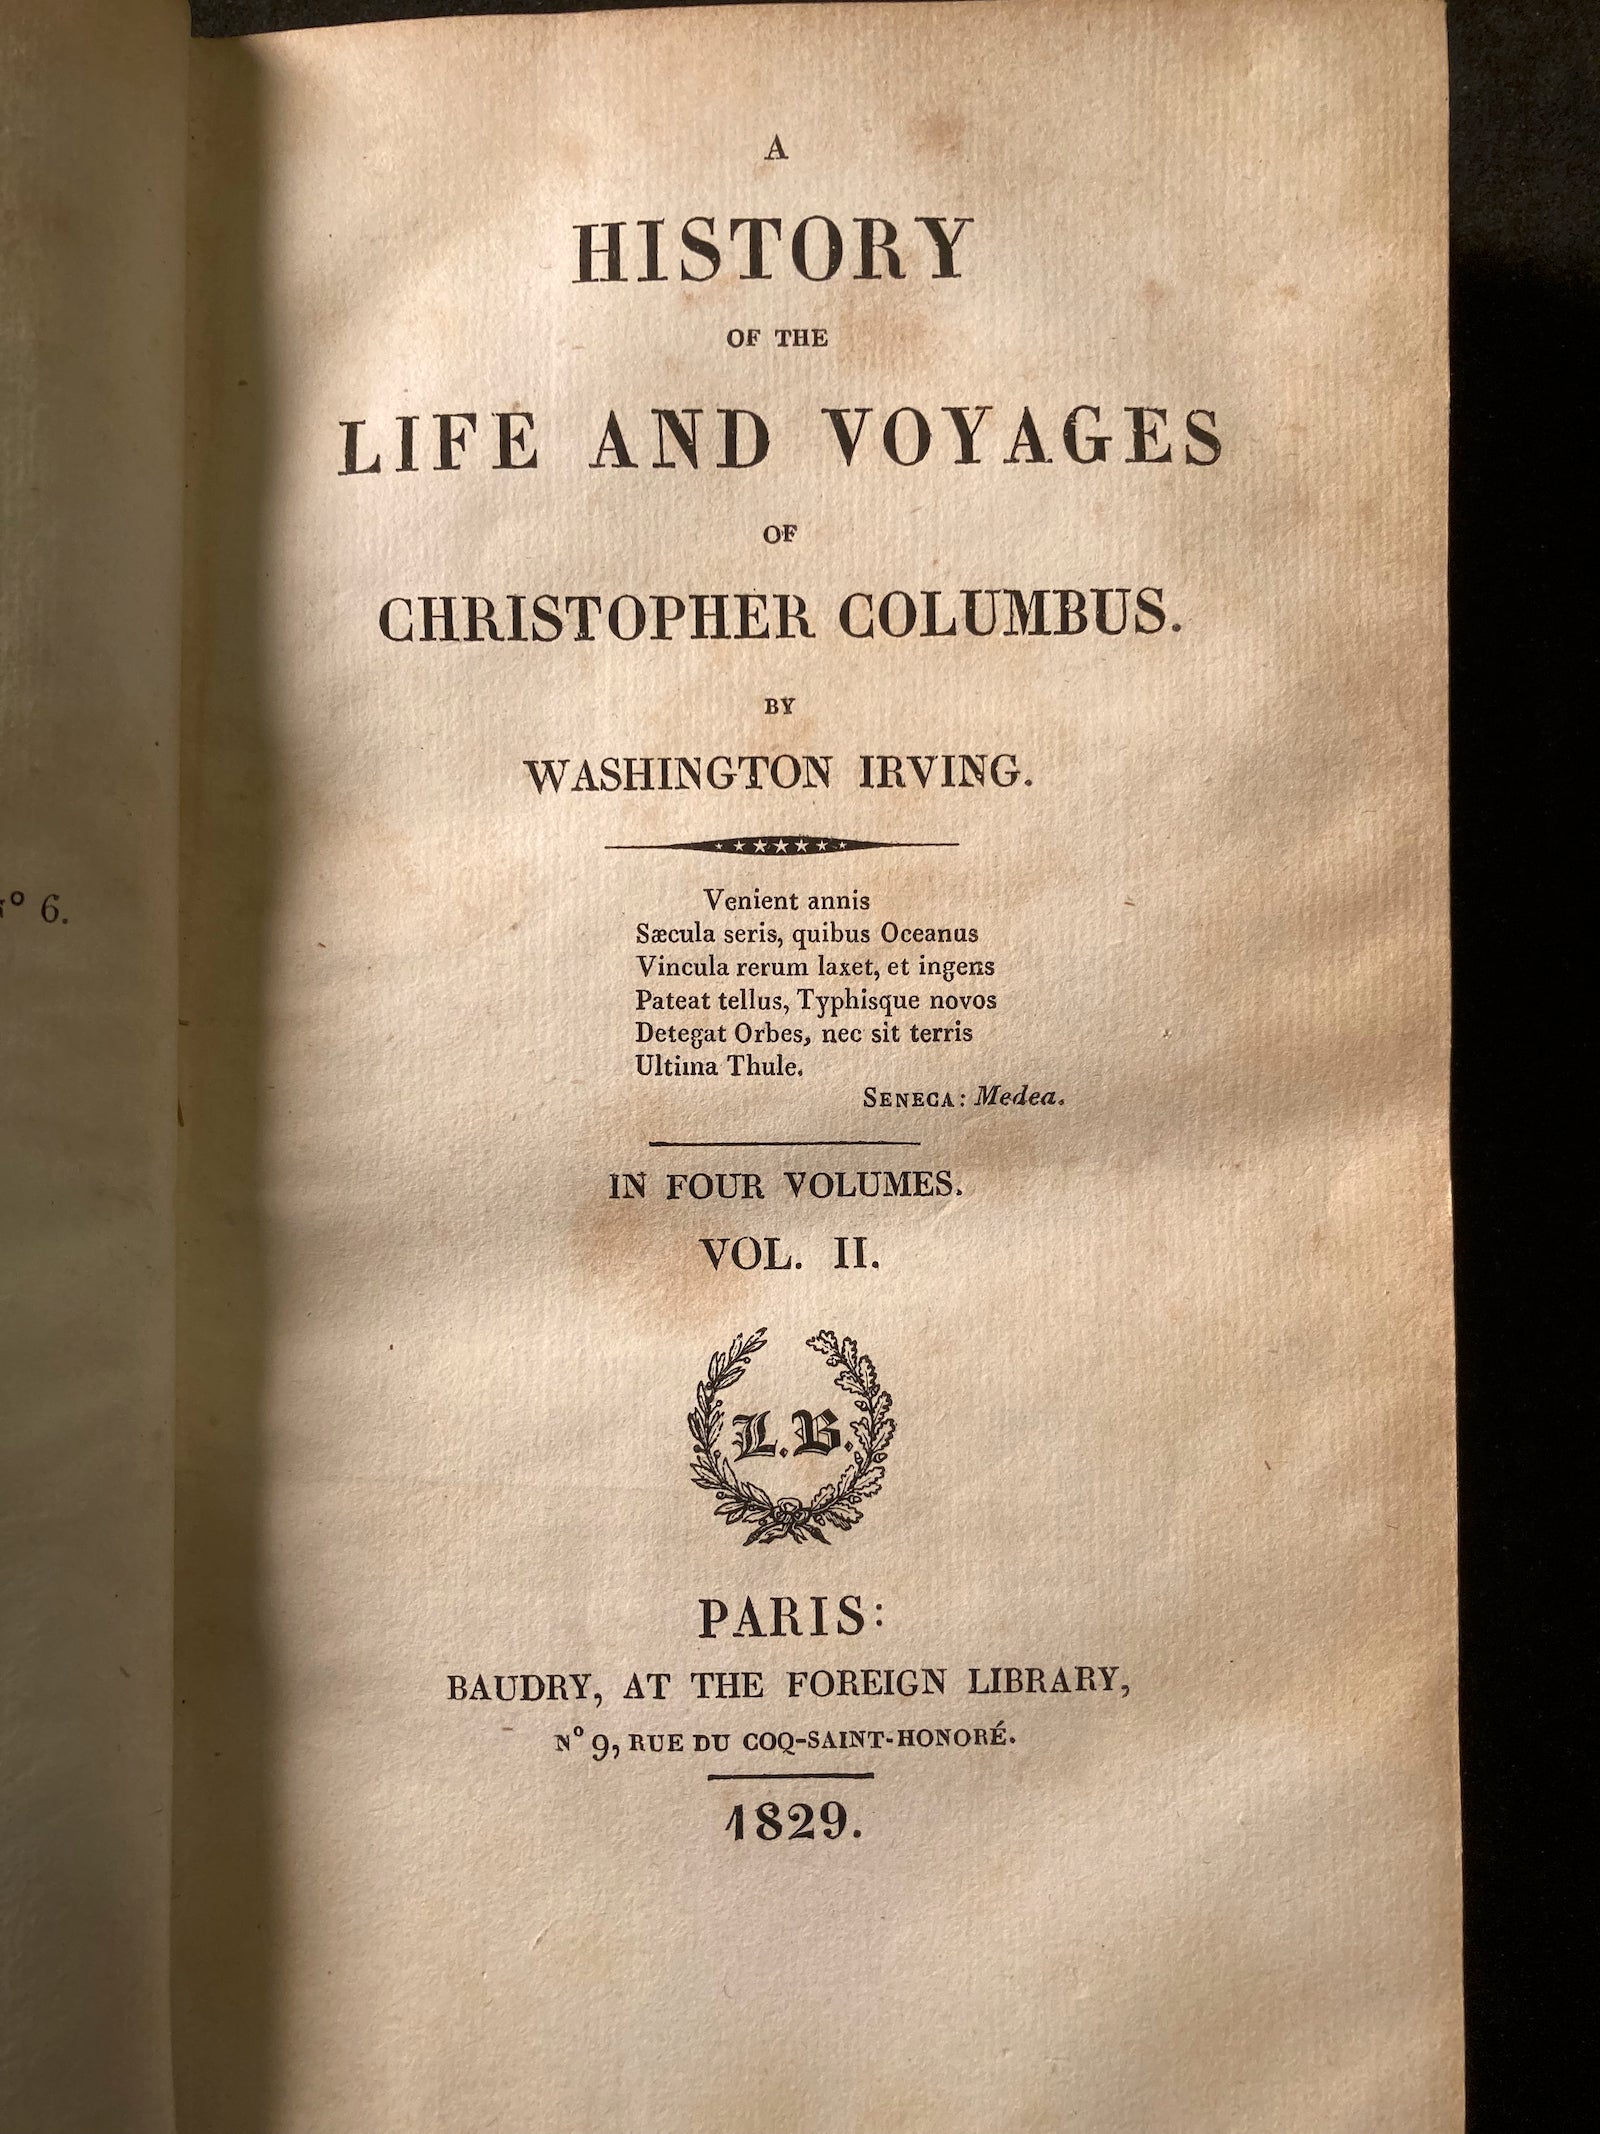 N° 6.
A
HISTORY
OF THE
LIFE AND VOYAGES
OF
CHRISTOPHER COLUMBUS.
BY
WASHINGTON IRVING.
Venient annis
Sæcula seris, quibus Oceanus
Vincula rerum laxet, et ingens
Pateat tellus, Typhisque novos
Detegat Orbes, nec sit terris
Ultima Thule.
SENECA: Medea.
IN FOUR VOLUMES.
VOL. II.
L.B.
PARIS:
BAUDRY, AT THE FOREIGN LIBRARY,
N° 9, RUE DU COQ-SAINT-HONORÉ.
1829.